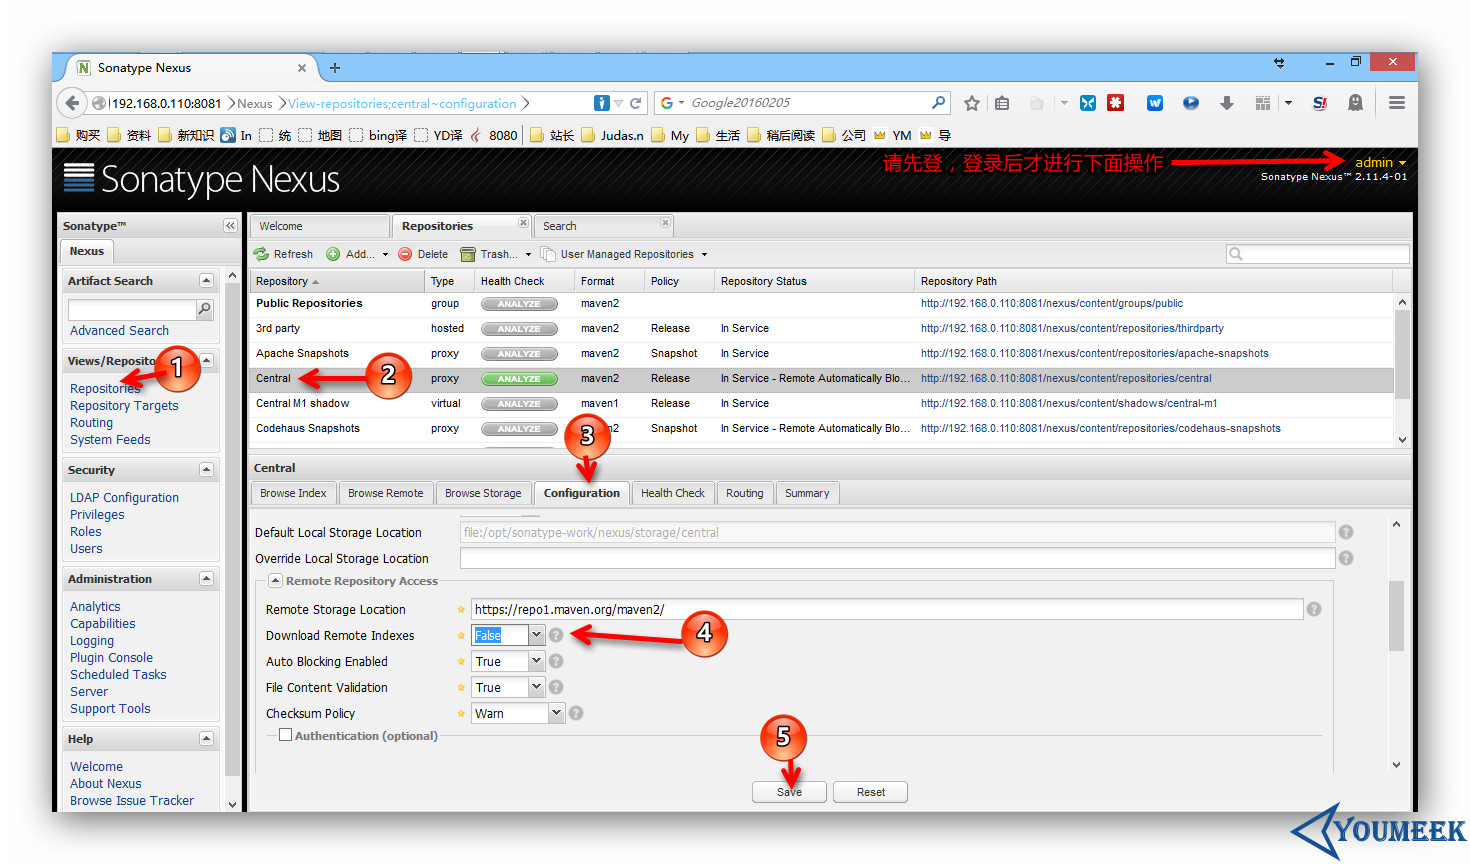 Sonatype Nexus
192.168.0.110:8081 Nexus View-repositories;central~configuration
Google20160205
购买 资料 新知识 In 统 地图 bing译 YD译 8080 站长 Judas.n My 生活 稍后阅读 公司 YM 导
Sonatype Nexus
请先登，登录后才进行下面操作
admin
Sonatype Nexus™ 2.11.4-01
Sonatype™
Nexus
Artifact Search
Advanced Search
Views/Reposito
1
Repositories
Repository Targets
Routing
System Feeds
Security
LDAP Configuration
Privileges
Roles
Users
Administration
Analytics
Capabilities
Logging
Plugin Console
Scheduled Tasks
Server
Support Tools
Help
Welcome
About Nexus
Browse Issue Tracker
Welcome Repositories Search
Refresh Add... Delete Trash... User Managed Repositories
Repository Type Health Check Format Policy Repository Status Repository Path
Public Repositories group ANALYZE maven2 http://192.168.0.110:8081/nexus/content/groups/public
3rd party hosted ANALYZE maven2 Release In Service http://192.168.0.110:8081/nexus/content/repositories/thirdparty
Apache Snapshots proxy ANALYZE maven2 Snapshot In Service http://192.168.0.110:8081/nexus/content/repositories/apache-snapshots
Central 2 proxy ANALYZE maven2 Release In Service - Remote Automatically Blo... http://192.168.0.110:8081/nexus/content/repositories/central
Central M1 shadow virtual ANALYZE maven1 Release In Service http://192.168.0.110:8081/nexus/content/shadows/central-m1
Codehaus Snapshots proxy ANALYZE n2 Snapshot In Service - Remote Automatically Blo... http://192.168.0.110:8081/nexus/content/repositories/codehaus-snapshots
3
Central
Browse Index Browse Remote Browse Storage Configuration Health Check Routing Summary
Default Local Storage Location file:/opt/sonatype-work/nexus/storage/central
Override Local Storage Location
Remote Repository Access
Remote Storage Location https://repo1.maven.org/maven2/
Download Remote Indexes False 4
Auto Blocking Enabled True
File Content Validation True
Checksum Policy Warn
Authentication (optional)
5
Save Reset
YOUMEEK